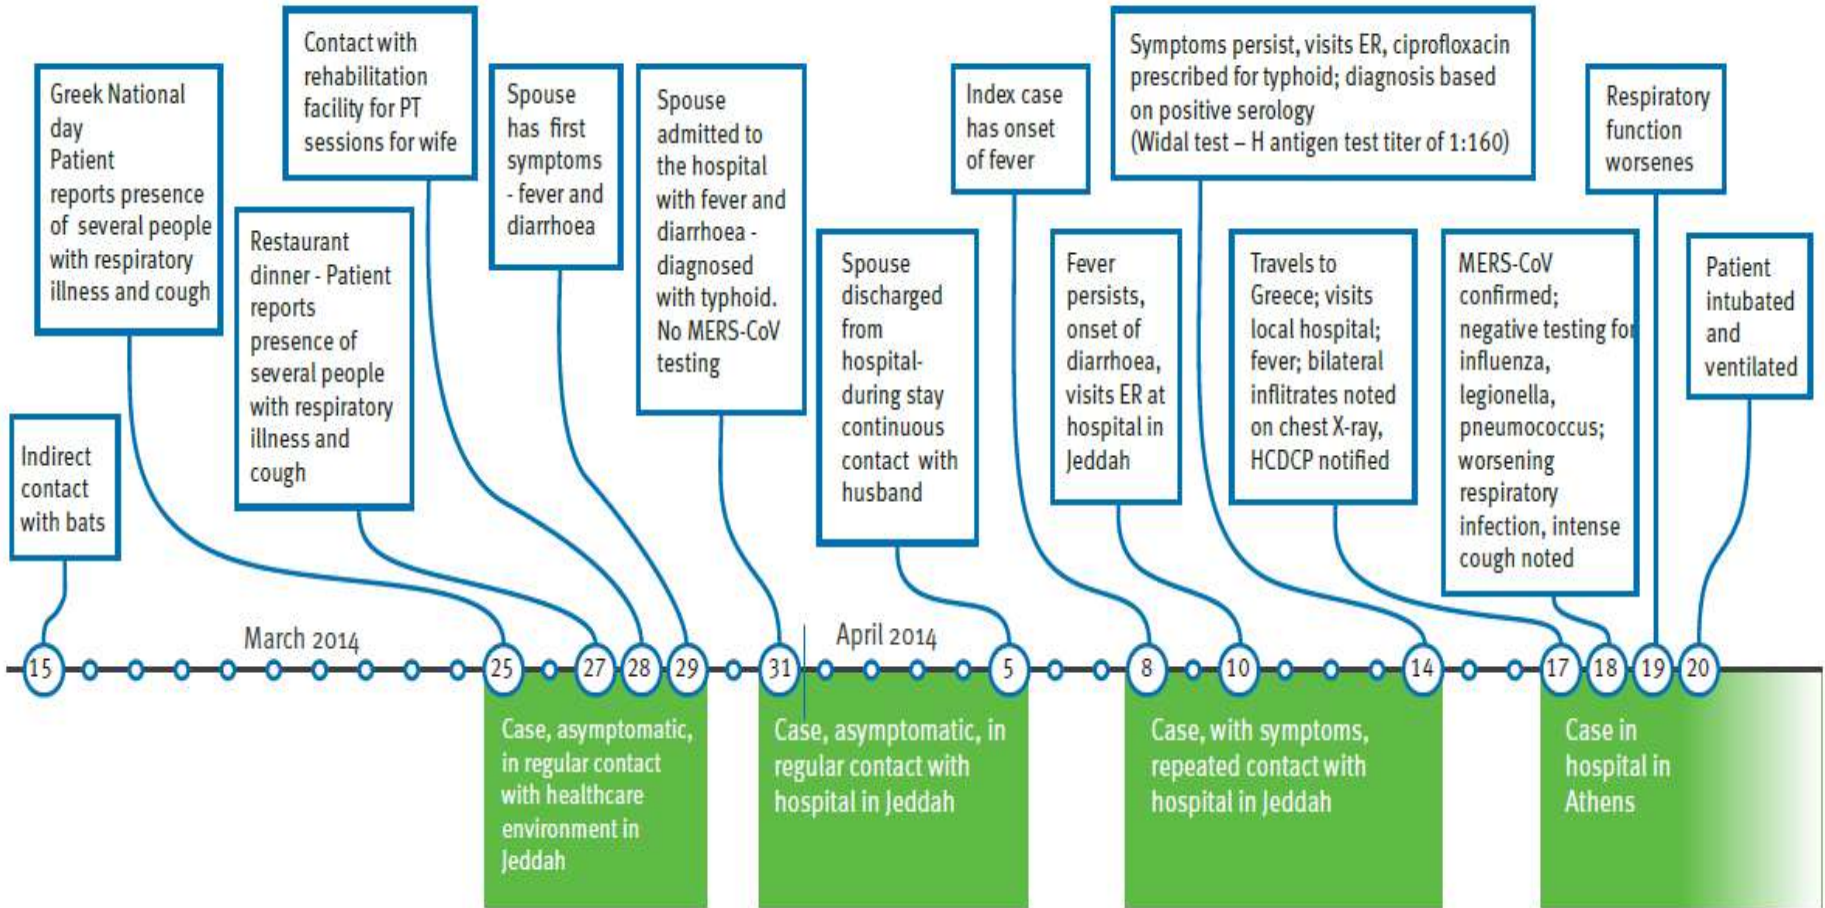 Indirect
contact
with bats
Greek National
day
Patient
reports presence
of several people
with respiratory
illness and cough
Restaurant
dinner - Patient
reports
presence of
several people
with respiratory
illness and
cough
Contact with
rehabilitation
facility for PT
sessions for wife
Spouse
has first
symptoms
- fever and
diarrhoea
Spouse
admitted to
the hospital
with fever and
diarrhoea -
diagnosed
with typhoid.
No MERS-CoV
testing
Spouse
discharged
from
hospital-
during stay
continuous
contact with
husband
Index case
has onset
of fever
Fever
persists,
onset of
diarrhoea,
visits ER at
hospital in
Jeddah
Symptoms persist, visits ER, ciprofloxacin
prescribed for typhoid; diagnosis based
on positive serology
(Widal test – H antigen test titer of 1:160)
Travels to
Greece; visits
local hospital;
fever; bilateral
inflitrates noted
on chest X-ray,
HCDCP notified
MERS-CoV
confirmed;
negative testing for
influenza,
legionella,
pneumococcus;
worsening
respiratory
infection, intense
cough noted
Respiratory
function
worsenes
Patient
intubated
and
ventilated
March 2014
April 2014
15 25 27 28 29 31 5 8 10 14 17 18 19 20
Case, asymptomatic,
in regular contact
with healthcare
environment in
Jeddah
Case, asymptomatic, in
regular contact with
hospital in Jeddah
Case, with symptoms,
repeated contact with
hospital in Jeddah
Case in
hospital in
Athens